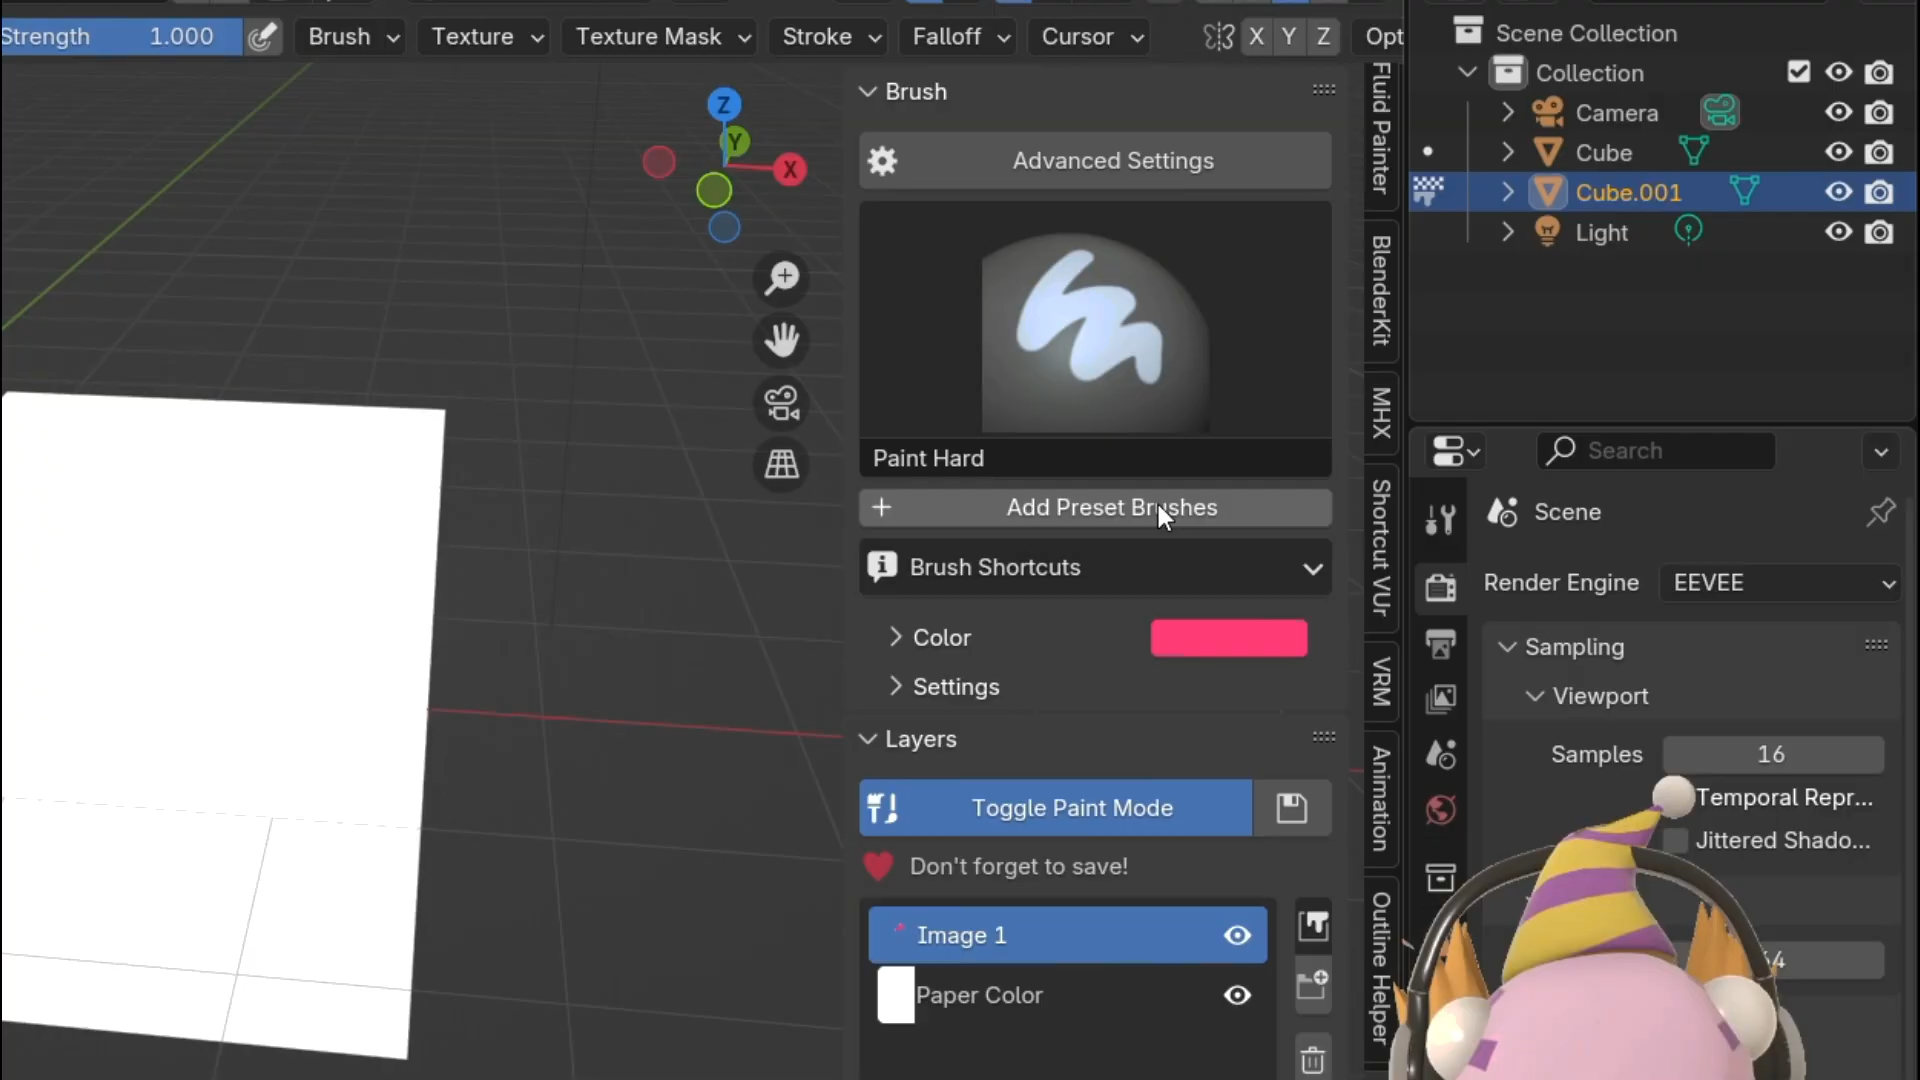 Strength 1.000 Brush Texture Texture Mask Stroke Falloff Cursor X Y Z Opt
Z
Y
X
Brush
Advanced Settings
Paint Hard
Add Preset Brushes
Brush Shortcuts
Color
Settings
Layers
Toggle Paint Mode
Don't forget to save!
Image 1
Paper Color
Fluid Painter
BlenderKit
MHX
Shortcut VUr
VRM
Animation
Outline Helper
Scene Collection
Collection
Camera
Cube
Cube.001
Light
Search
Scene
Render Engine EEVEE
Sampling
Viewport
Samples 16
Temporal Repr...
Jittered Shado...